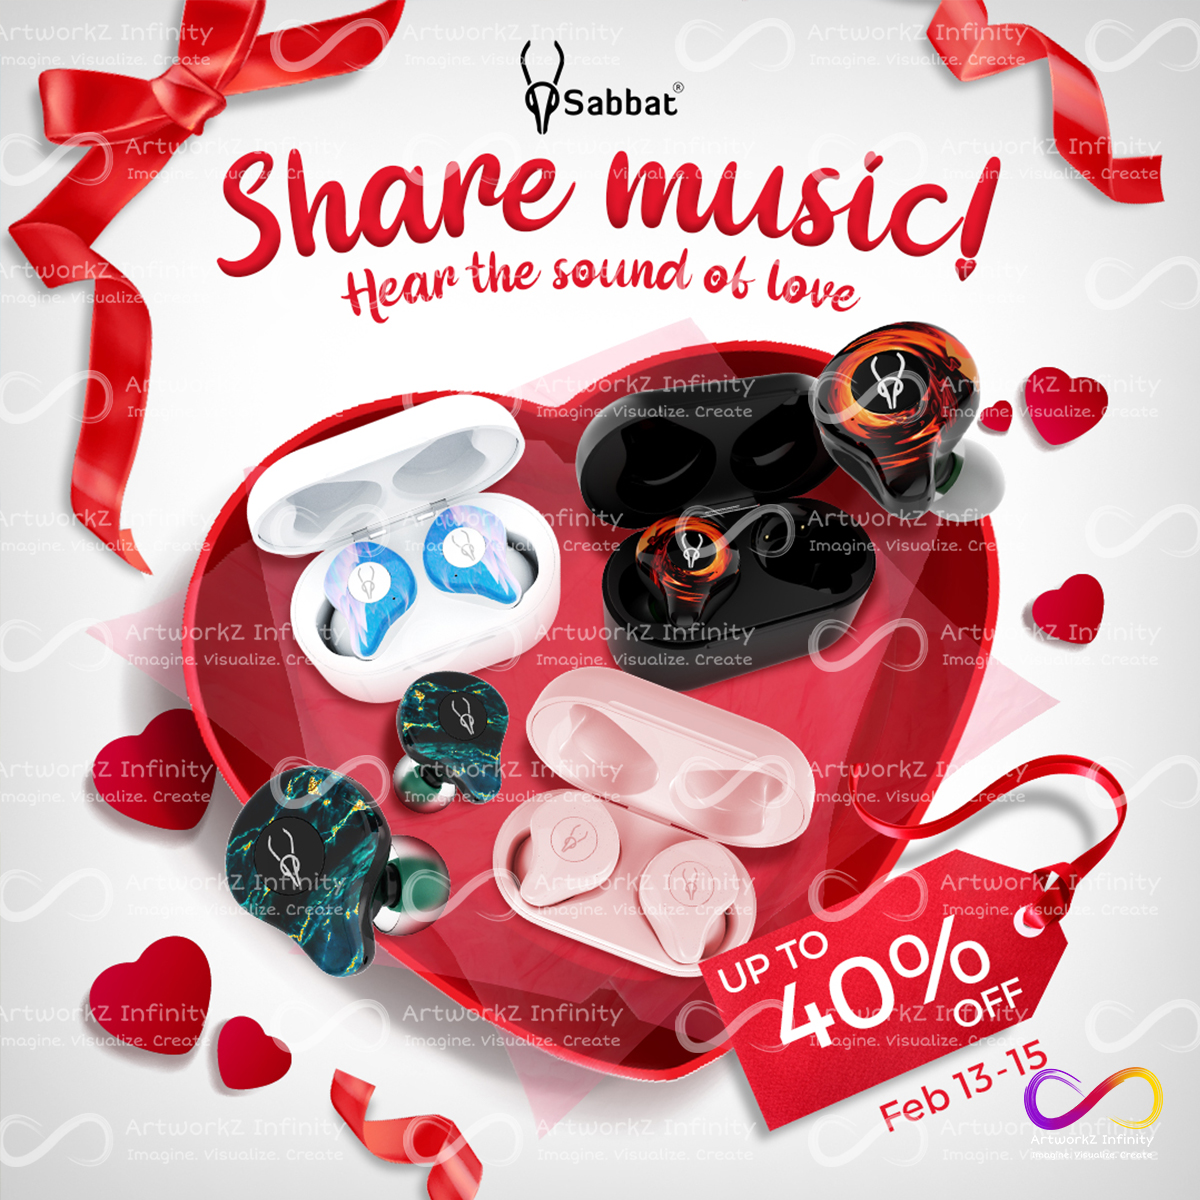 Sabbat®
Share music!
Hear the sound of love
UP TO
40%
OFF
Feb 13-15
ArtworkZ Infinity
Imagine. Visualize. Create